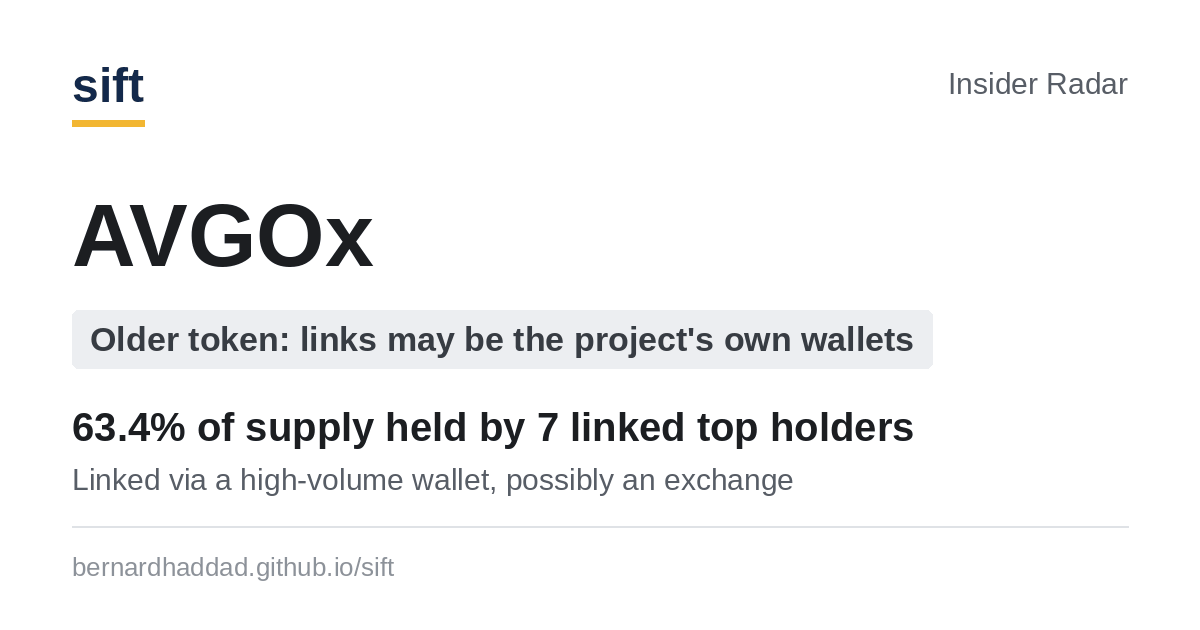 sift
Insider Radar
AVGOx
Older token: links may be the project's own wallets
63.4% of supply held by 7 linked top holders
Linked via a high-volume wallet, possibly an exchange
bernardhaddad.github.io/sift